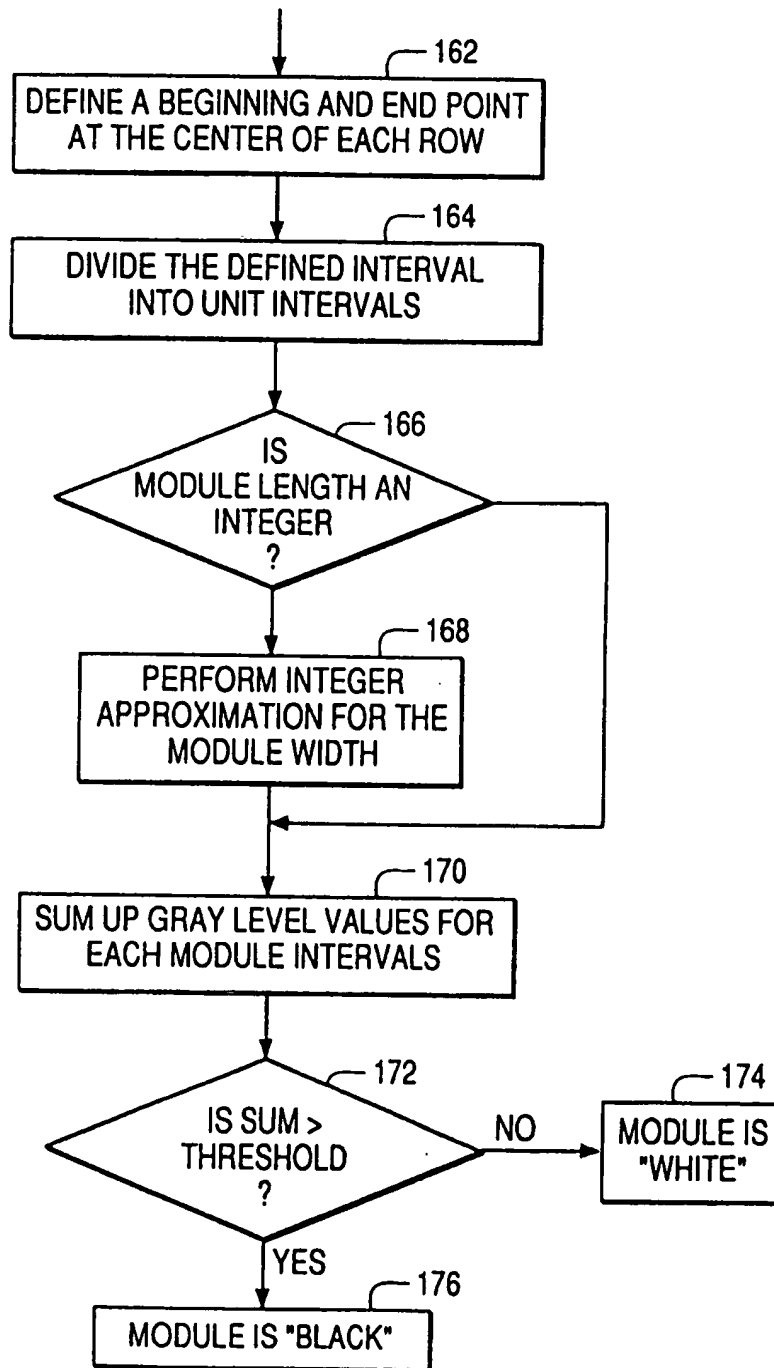 162
DEFINE A BEGINNING AND END POINT
AT THE CENTER OF EACH ROW
164
DIVIDE THE DEFINED INTERVAL
INTO UNIT INTERVALS
166
IS
MODULE LENGTH AN
INTEGER
?
168
PERFORM INTEGER
APPROXIMATION FOR THE
MODULE WIDTH
170
SUM UP GRAY LEVEL VALUES FOR
EACH MODULE INTERVALS
172
IS SUM >
THRESHOLD
?
NO
174
MODULE IS
"WHITE"
YES
176
MODULE IS "BLACK"